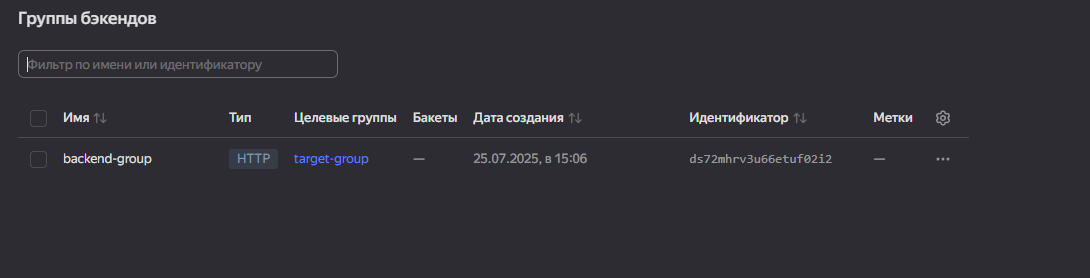 Группы бэкендов
Фильтр по имени или идентификатору
Имя Тип Целевые группы Бакеты Дата создания Идентификатор Метки
backend-group HTTP target-group — 25.07.2025, в 15:06 ds72mhrv3u66etuf02i2 —